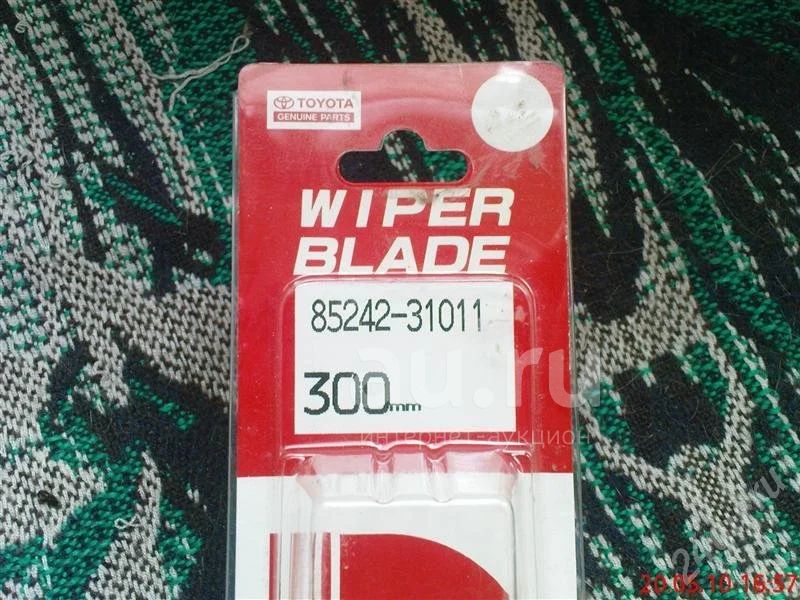 TOYOTA
GENUINE PARTS
WIPER
BLADE
85242-31011
300mm
au.ru
интернет-аукцион
20.05.10 16:57